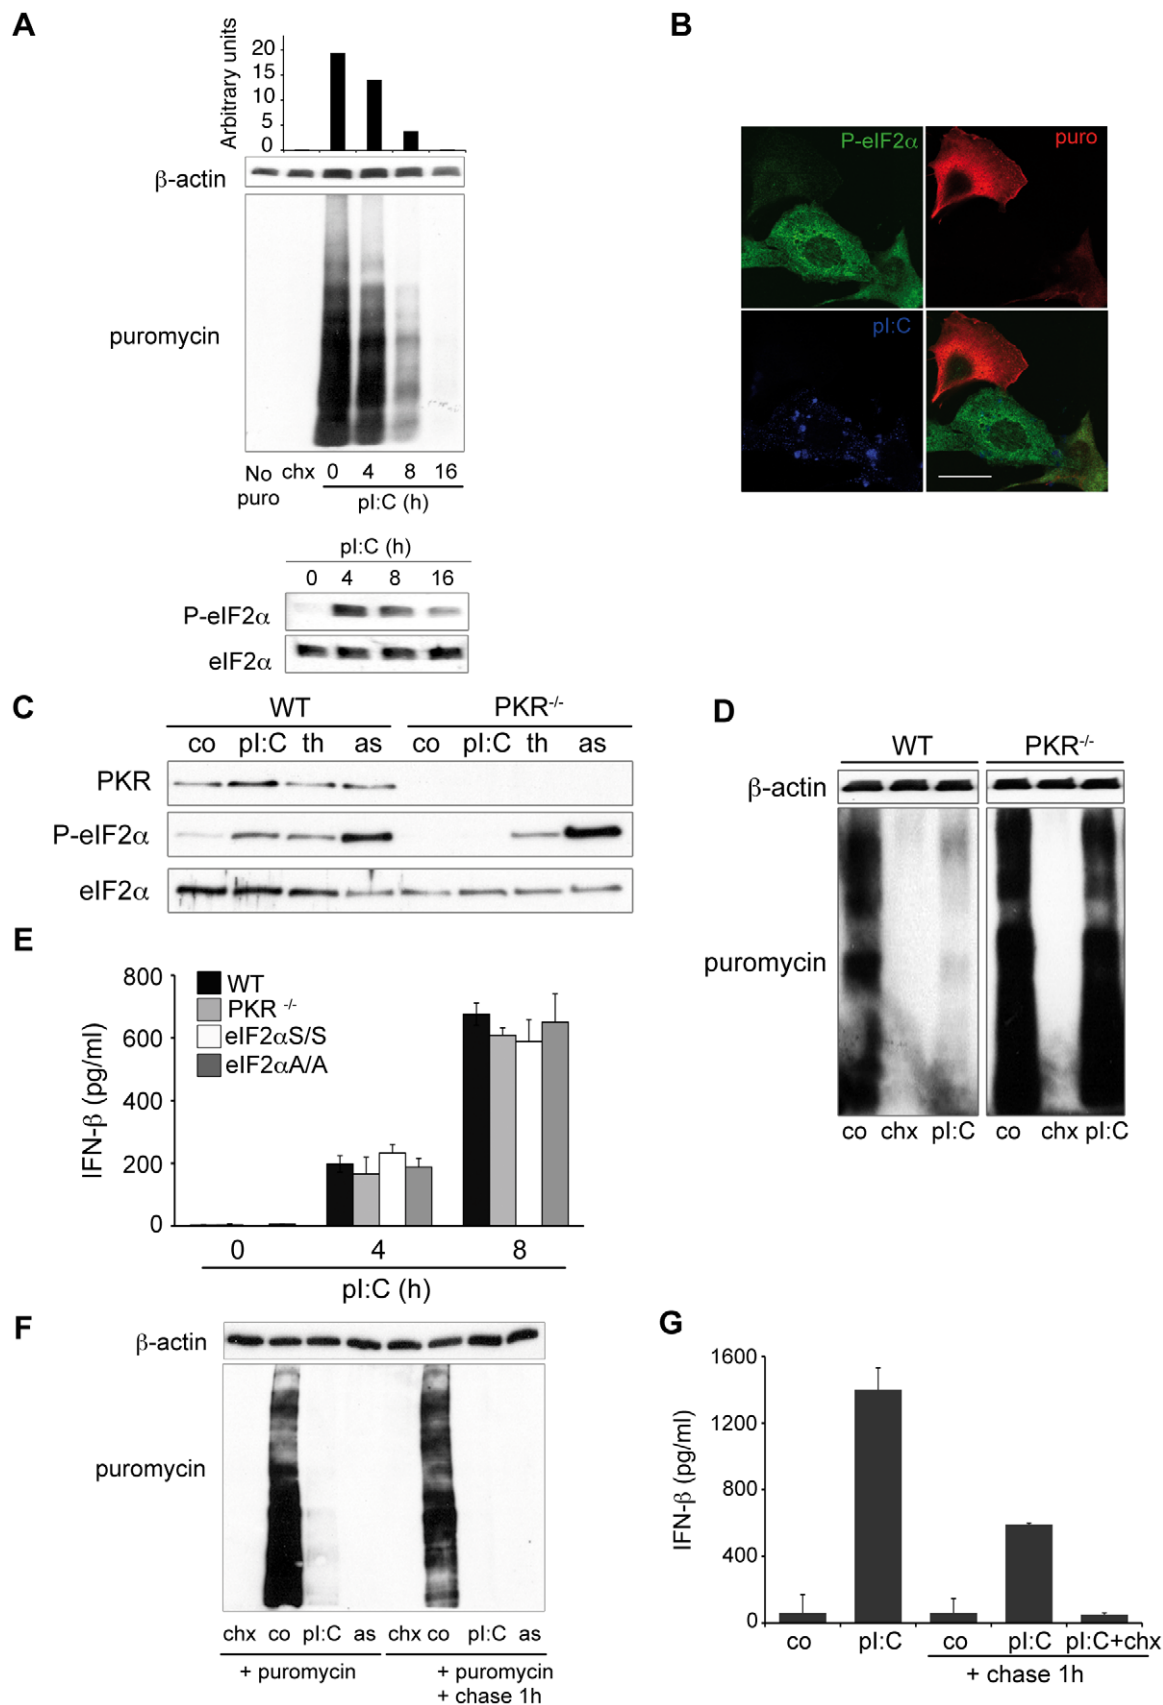 A
Arbitrary units
20
15
10
5
0
β-actin
puromycin
No puro
chx
0 4 8 16
pI:C (h)
pI:C (h)
0 4 8 16
P-eIF2α
eIF2α
B
P-eIF2α
puro
pI:C
C
WT PKR-/-
co pI:C th as co pI:C th as
PKR
P-eIF2α
eIF2α
D
WT PKR-/-
β-actin
puromycin
co chx pI:C co chx pI:C
E
IFN-β (pg/ml)
800
600
400
200
0
WT
PKR -/-
eIF2αS/S
eIF2αA/A
0 4 8
pI:C (h)
F
β-actin
puromycin
chx co pI:C as chx co pI:C as
+ puromycin + puromycin
+ chase 1h
G
IFN-β (pg/ml)
1600
1200
800
400
0
co pI:C co pI:C pI:C+chx
+ chase 1h